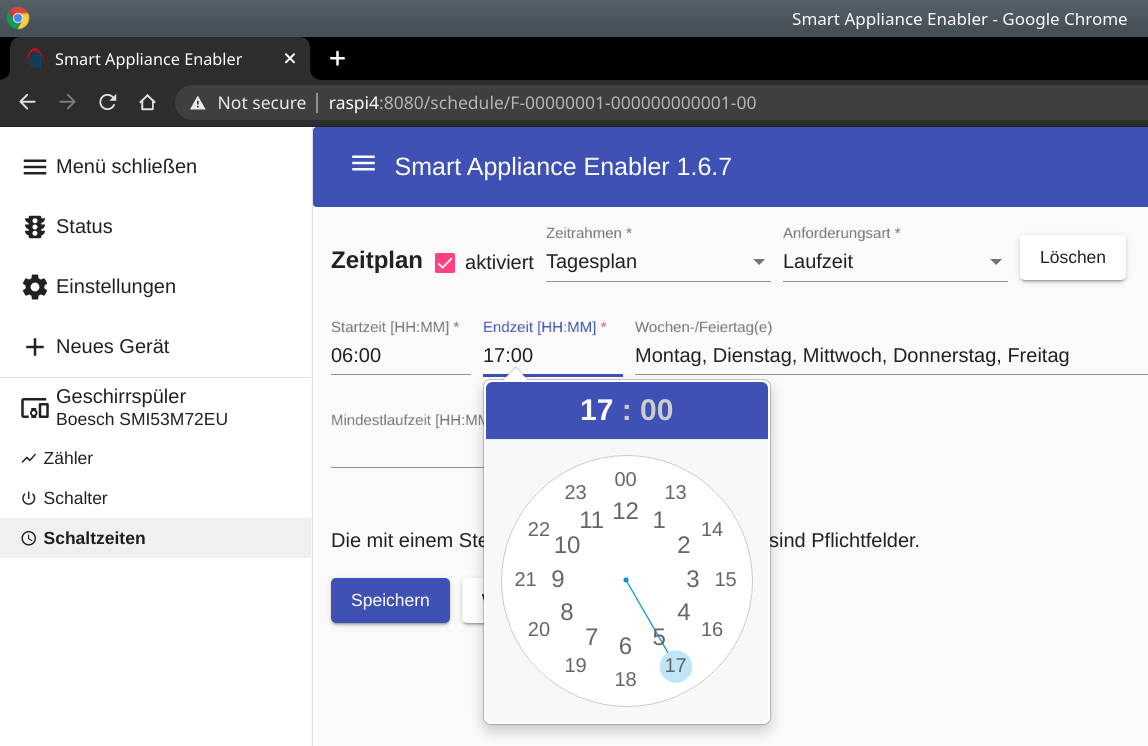 Smart Appliance Enabler - Google Chrome
Smart Appliance Enabler
Not secure | raspi4:8080/schedule/F-00000001-000000000001-00
Menü schließen
Status
Einstellungen
Neues Gerät
Geschirrspüler
Boesch SMI53M72EU
Zähler
Schalter
Schaltzeiten
Smart Appliance Enabler 1.6.7
Zeitplan
aktiviert
Zeitrahmen *
Tagesplan
Anforderungsart *
Laufzeit
Löschen
Startzeit [HH:MM] *
06:00
Endzeit [HH:MM] *
17:00
Wochen-/Feiertag(e)
Montag, Dienstag, Mittwoch, Donnerstag, Freitag
Mindestlaufzeit [HH:MM
17 : 00
00
23
13
12
11
1
22
14
10
2
21
9
3
15
8
4
20
16
7
5
6
19
17
18
Die mit einem Ste
sind Pflichtfelder.
Speichern